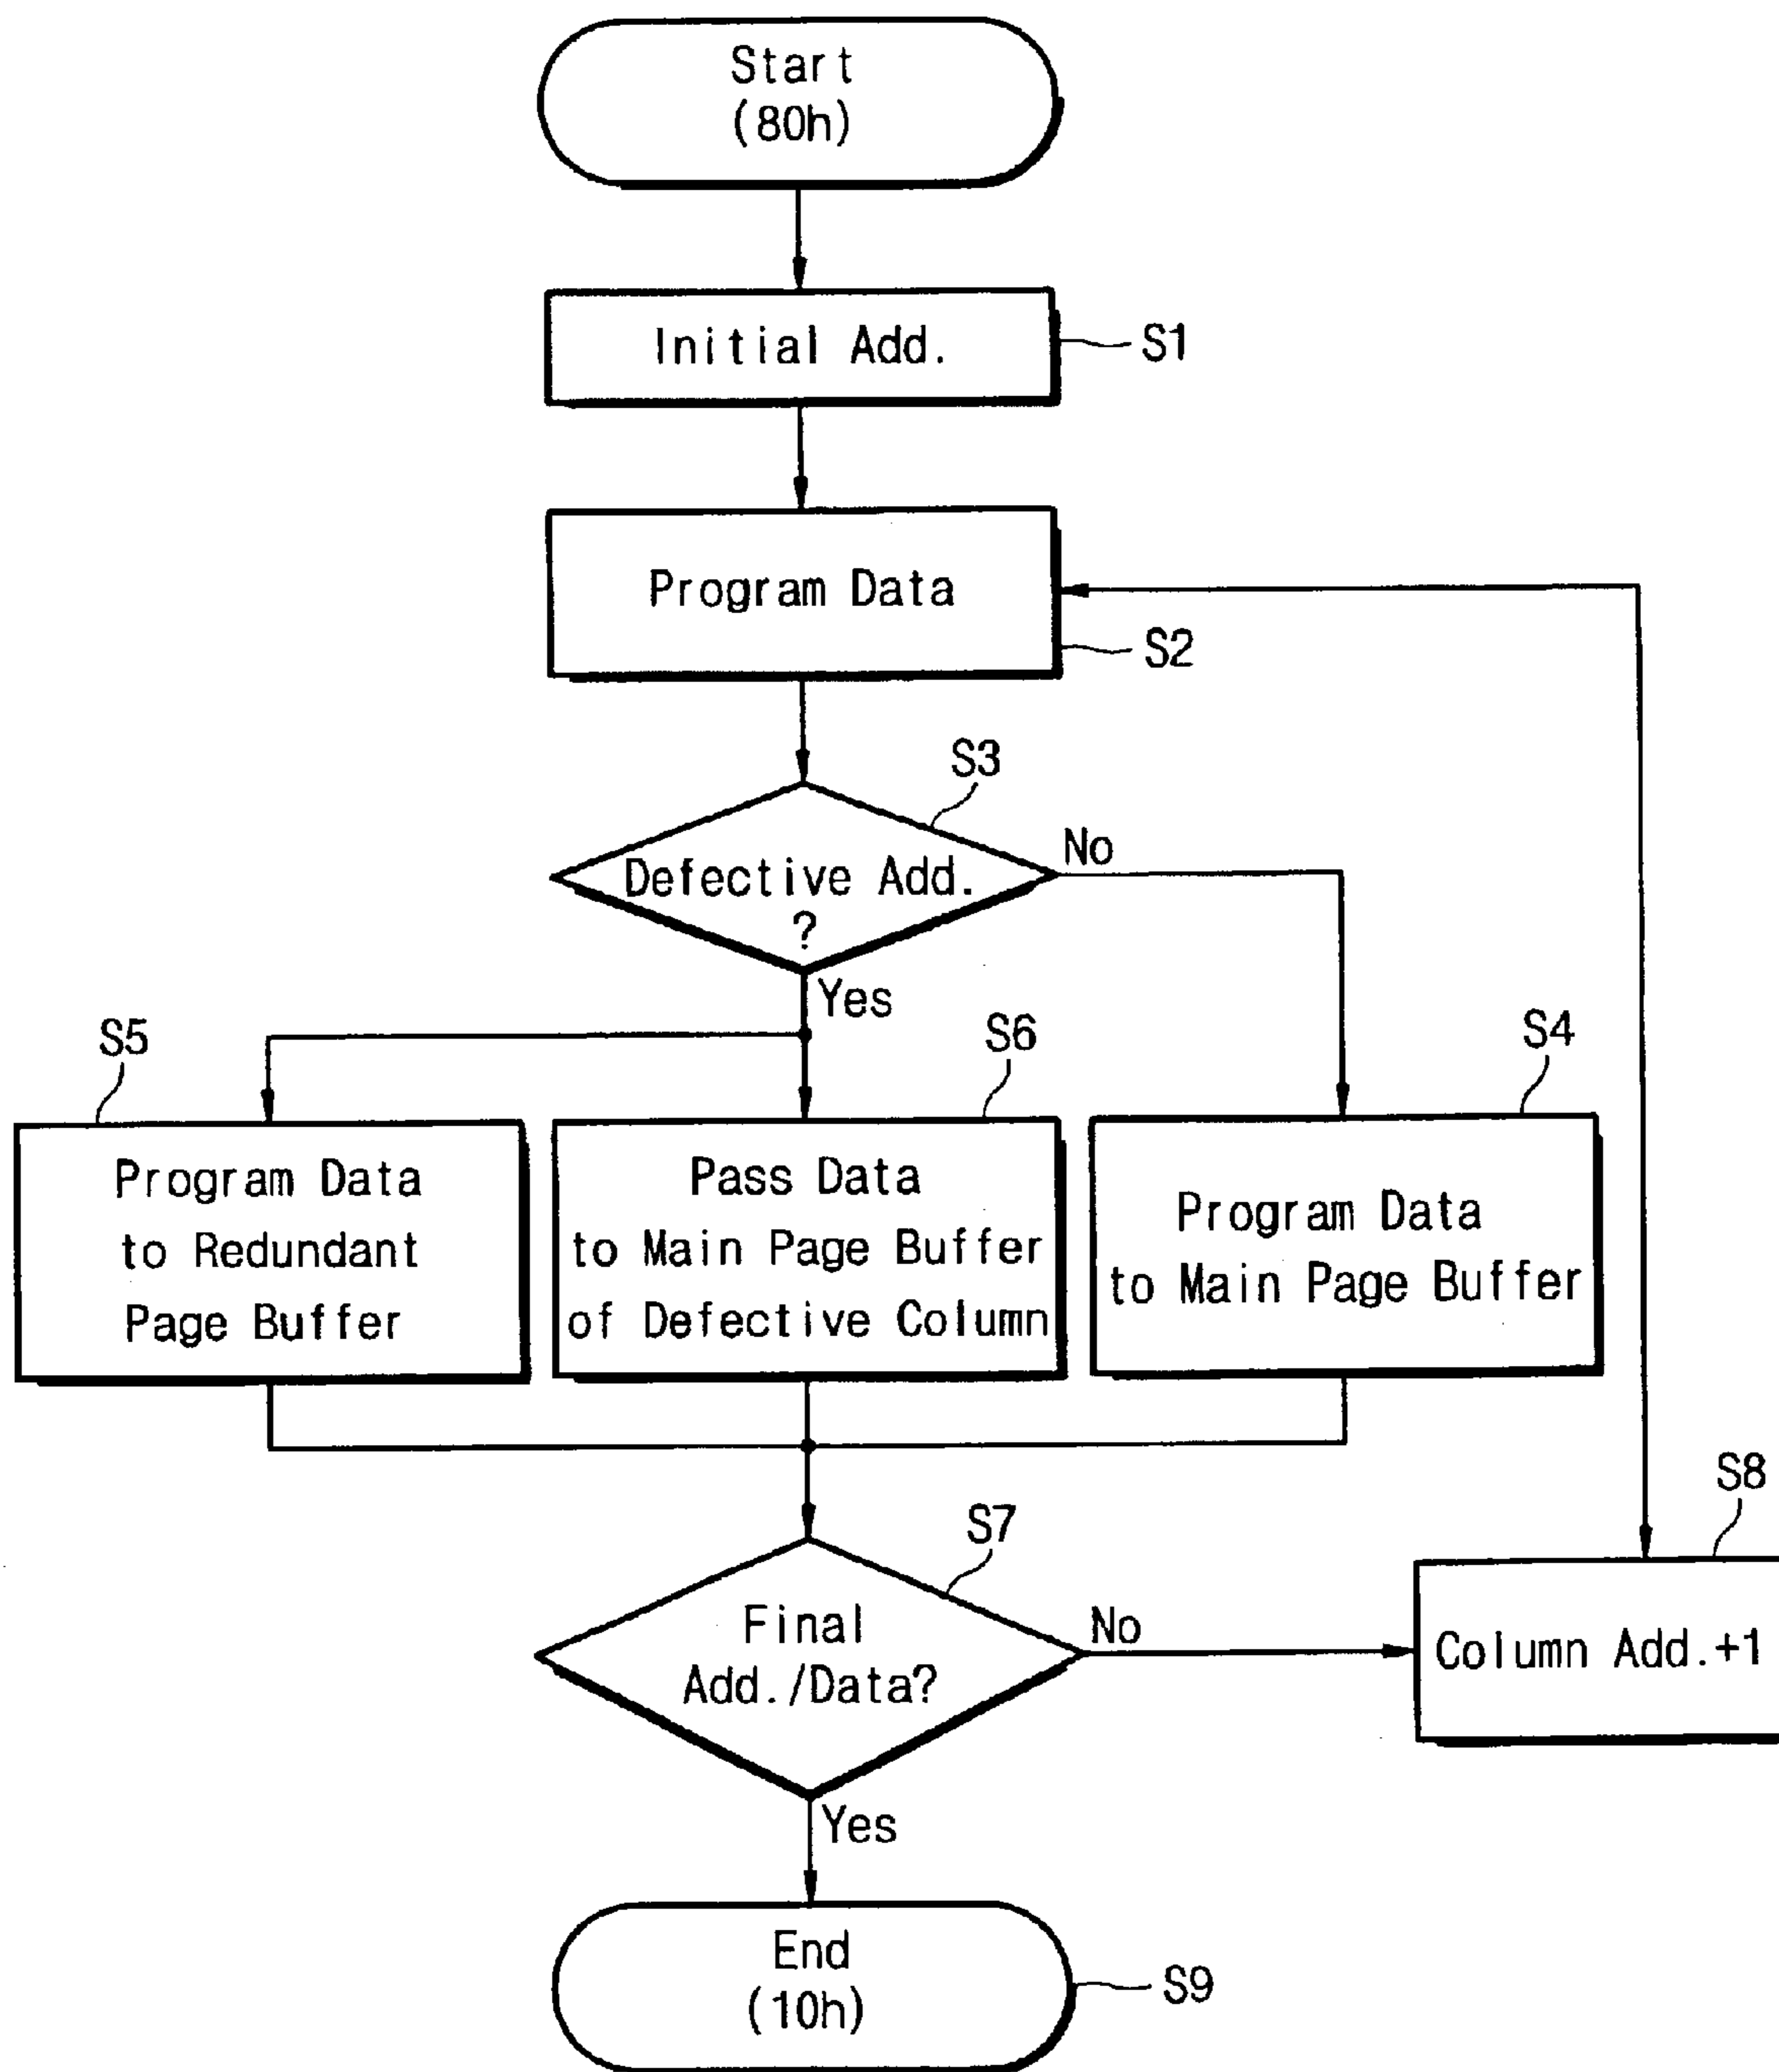 Start
(80h)
Initial Add.
S1
Program Data
S2
S3
Defective Add.
?
No
Yes
S5
Program Data
to Redundant
Page Buffer
S6
Pass Data
to Main Page Buffer
of Defective Column
S4
Program Data
to Main Page Buffer
S7
Final
Add./Data?
No
S8
Column Add.+1
Yes
End
(10h)
S9